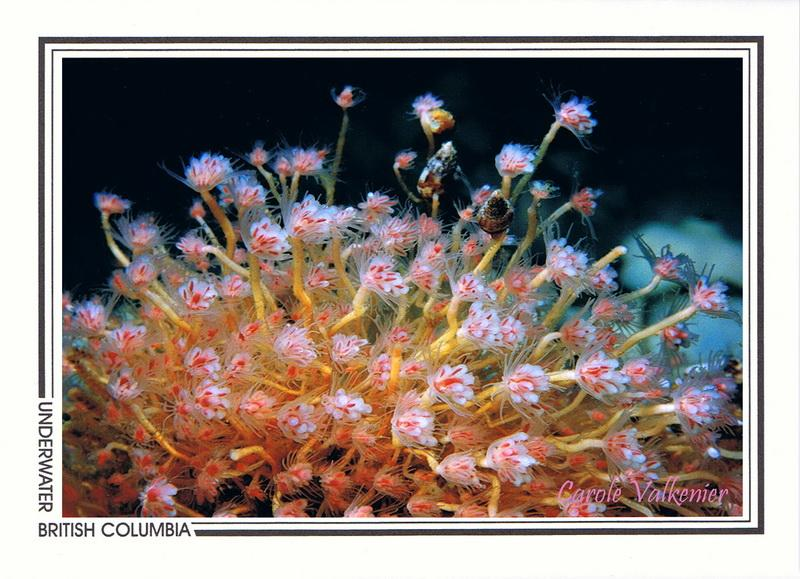 Carole Valkenier
UNDERWATER
BRITISH COLUMBIA